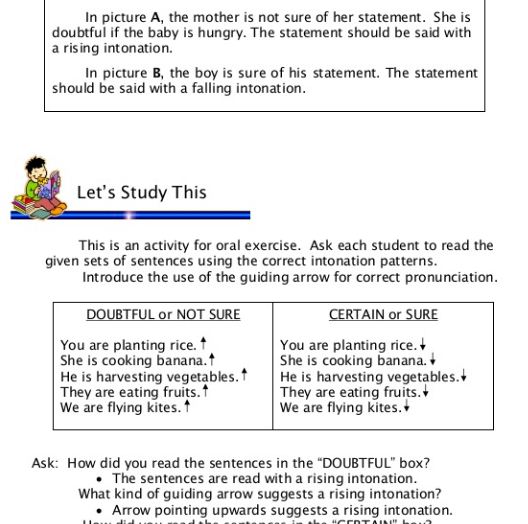 In picture A, the mother is not sure of her statement. She is
doubtful if the baby is hungry. The statement should be said with
a rising intonation.
In picture B, the boy is sure of his statement. The statement
should be said with a falling intonation.
Let's Study This
This is an activity for oral exercise. Ask each student to read the
given sets of sentences using the correct intonation patterns.
Introduce the use of the guiding arrow for correct pronunciation.
DOUBTFUL or NOT SURE
You are planting rice. ↑
She is cooking banana. ↑
He is harvesting vegetables. ↑
They are eating fruits. ↑
We are flying kites. ↑
CERTAIN or SURE
You are planting rice. ↓
She is cooking banana. ↓
He is harvesting vegetables. ↓
They are eating fruits. ↓
We are flying kites. ↓
Ask: How did you read the sentences in the "DOUBTFUL" box?
• The sentences are read with a rising intonation.
What kind of guiding arrow suggests a rising intonation?
• Arrow pointing upwards suggests a rising intonation.
How did you read the sentences in the "CERTAIN" box?